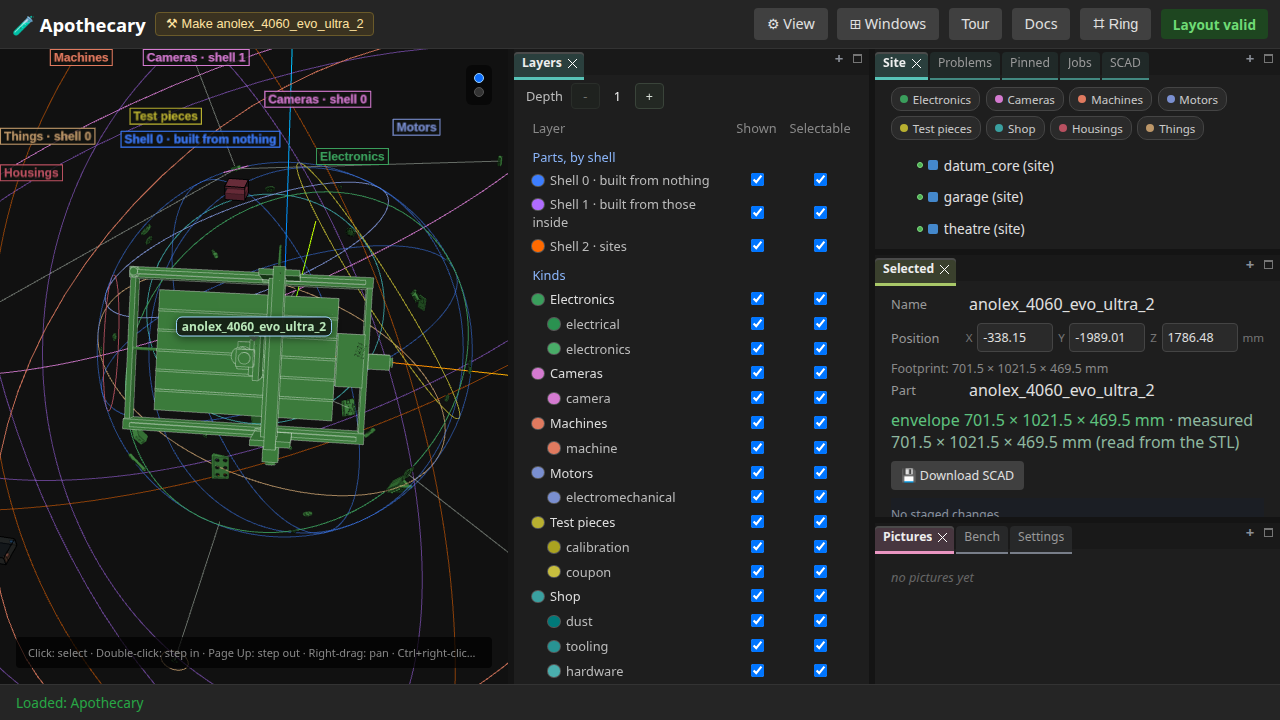 🧪 Apothecary
⚒ Make anolex_4060_evo_ultra_2
⚙ View
⊞ Windows
Tour
Docs
⌗ Ring
Layout valid
Machines
Cameras · shell 1
Cameras · shell 0
Test pieces
Motors
Things · shell 0
Shell 0 · built from nothing
Electronics
Housings
anolex_4060_evo_ultra_2
Click: select · Double-click: step in · Page Up: step out · Right-drag: pan · Ctrl+right-clic…
Layers
Depth - 1 +
Layer Shown Selectable
Parts, by shell
Shell 0 · built from nothing
Shell 1 · built from those
inside
Shell 2 · sites
Kinds
Electronics
electrical
electronics
Cameras
camera
Machines
machine
Motors
electromechanical
Test pieces
calibration
coupon
Shop
dust
tooling
hardware
Site Problems Pinned Jobs SCAD
Electronics Cameras Machines Motors
Test pieces Shop Housings Things
datum_core (site)
garage (site)
theatre (site)
Selected
Name anolex_4060_evo_ultra_2
Position X -338.15 Y -1989.01 Z 1786.48 mm
Footprint: 701.5 × 1021.5 × 469.5 mm
Part anolex_4060_evo_ultra_2
envelope 701.5 × 1021.5 × 469.5 mm · measured
701.5 × 1021.5 × 469.5 mm (read from the STL)
💾 Download SCAD
No staged changes
Pictures Bench Settings
no pictures yet
Loaded: Apothecary